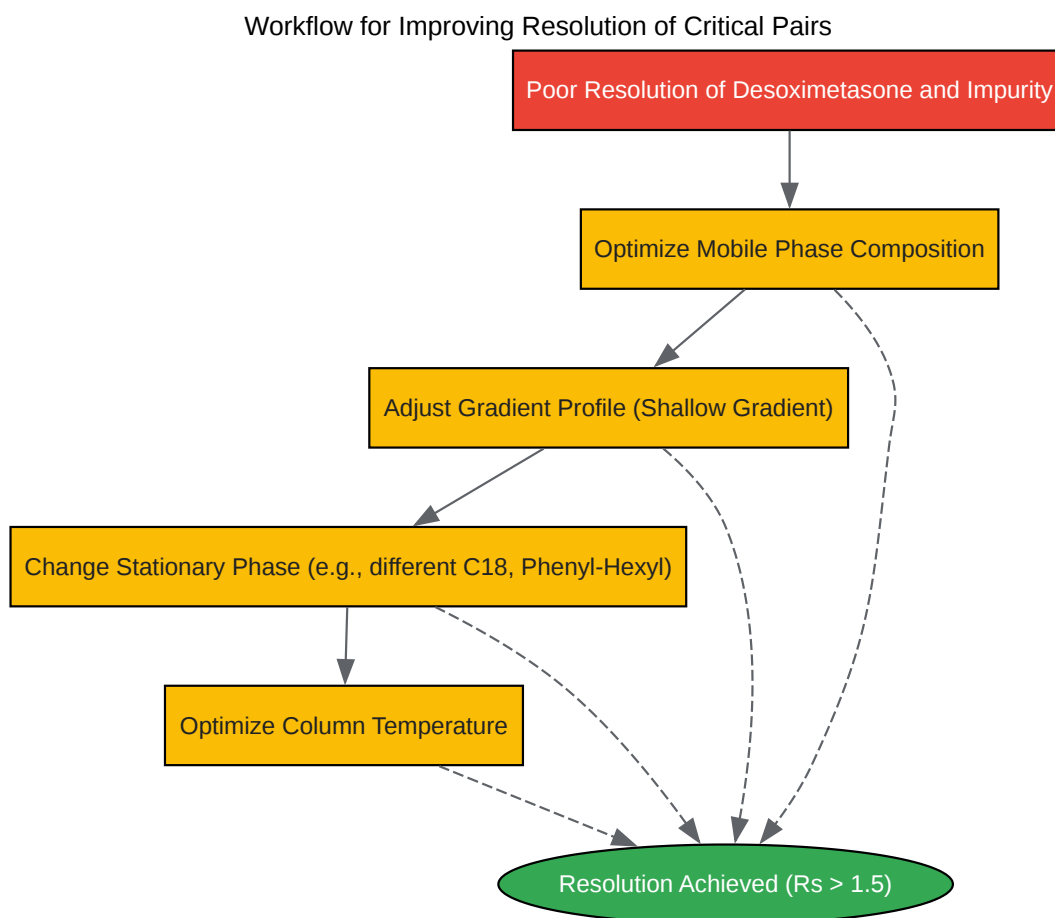 Workflow for Improving Resolution of Critical Pairs
Poor Resolution of Desoximetasone and Impurity
Optimize Mobile Phase Composition
Adjust Gradient Profile (Shallow Gradient)
Change Stationary Phase (e.g., different C18, Phenyl-Hexyl)
Optimize Column Temperature
Resolution Achieved (Rs > 1.5)